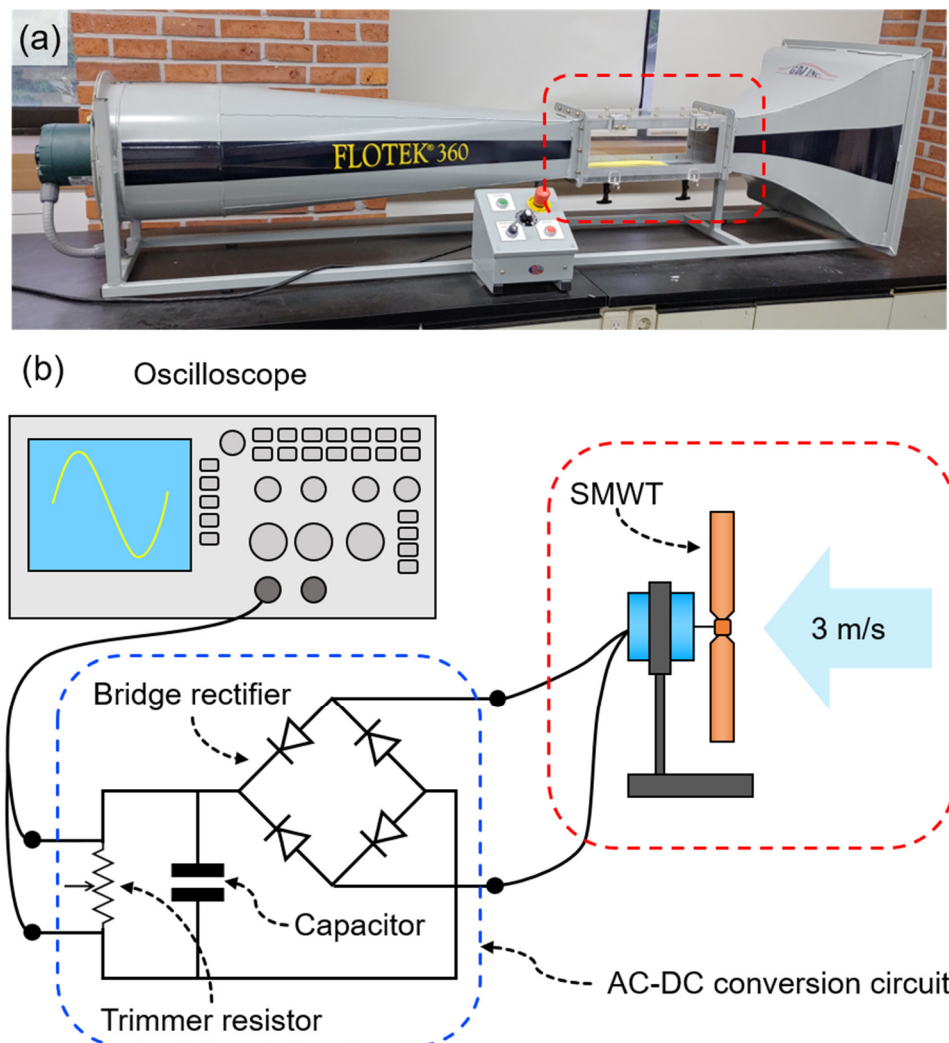 (a)
FLOTEK® 360
(b)
Oscilloscope
SMWT
3 m/s
Bridge rectifier
Capacitor
AC-DC conversion circuit
Trimmer resistor